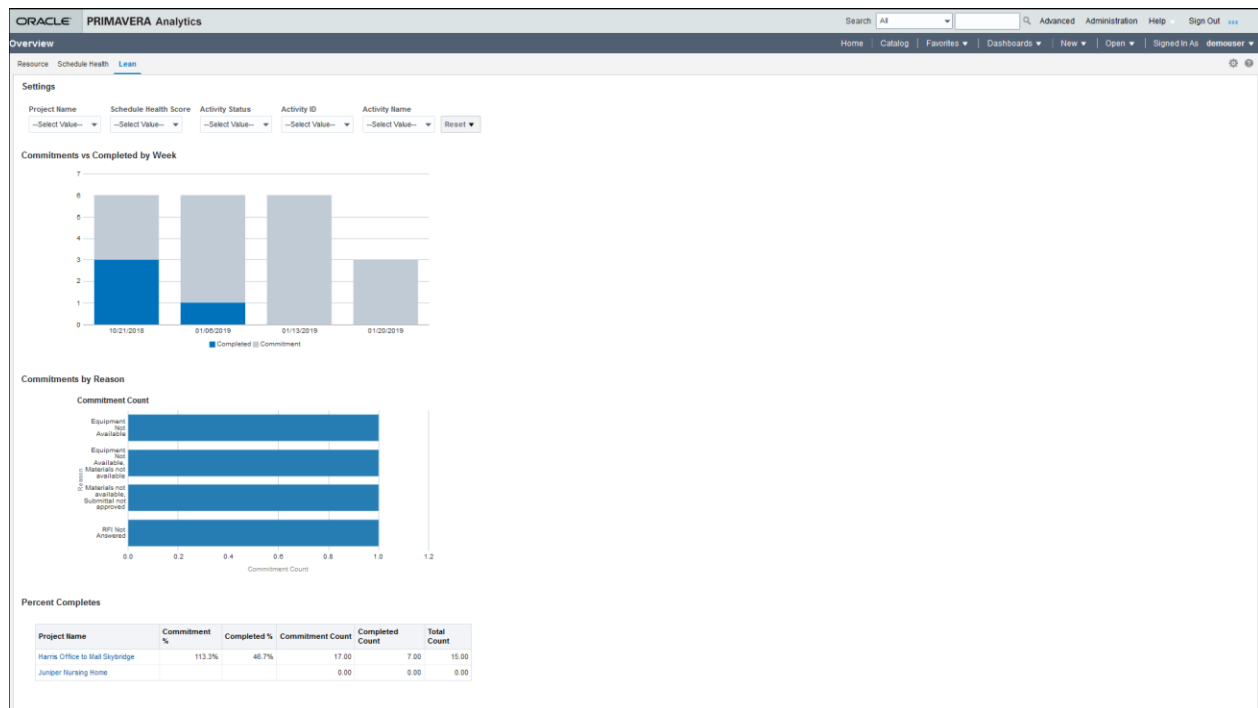 ORACLE PRIMAVERA Analytics Search All Advanced Administration Help Sign Out
Overview Home Catalog Favorites Dashboards New Open Signed In As demouser
Resource Schedule Health Lean
Settings
Project Name Schedule Health Score Activity Status Activity ID Activity Name
--Select Value-- --Select Value-- --Select Value-- --Select Value-- --Select Value-- Reset
Commitments vs Completed by Week
7
6
5
4
3
2
1
0
10/21/2018 01/06/2019 01/13/2019 01/20/2019
Completed Commitment
Commitments by Reason
Commitment Count
Reason
Equipment
Not
Available
Equipment
Not
Available,
Materials not
available
Materials not
available,
Submittal not
approved
RFI Not
Answered
0.0 0.2 0.4 0.6 0.8 1.0 1.2
Commitment Count
Percent Completes
Project Name Commitment % Completed % Commitment Count Completed Count Total Count
Harris Office to Mall Skybridge 113.3% 46.7% 17.00 7.00 15.00
Juniper Nursing Home 0.00 0.00 0.00